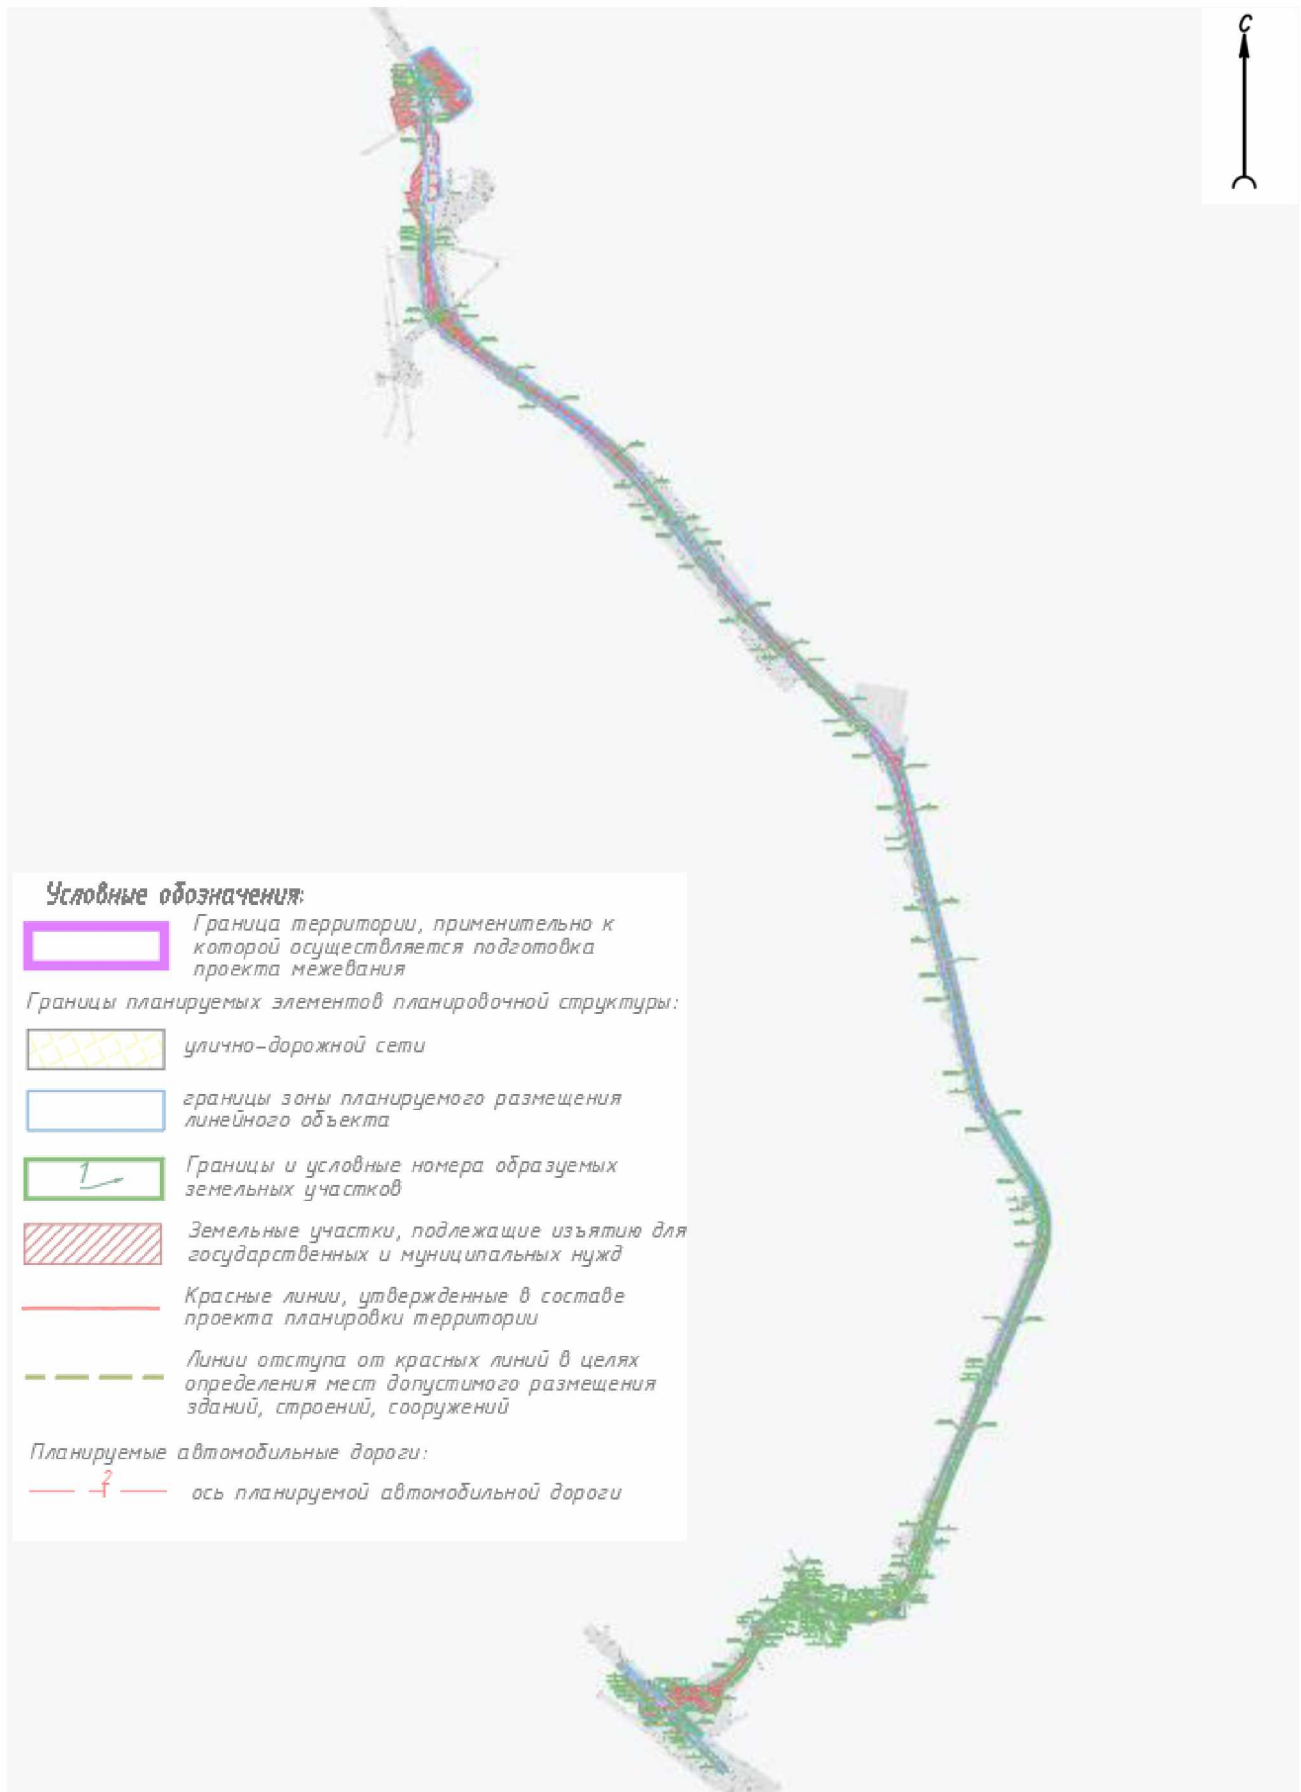 С
Условные обозначения:
Граница территории, применительно к
которой осуществляется подготовка
проекта межевания
Границы планируемых элементов планировочной структуры:
улично-дорожной сети
границы зоны планируемого размещения
линейного объекта
1
Границы и условные номера образуемых
земельных участков
Земельные участки, подлежащие изъятию для
государственных и муниципальных нужд
Красные линии, утвержденные в составе
проекта планировки территории
Линии отступа от красных линий в целях
определения мест допустимого размещения
зданий, строений, сооружений
Планируемые автомобильные дороги:
2
ось планируемой автомобильной дороги